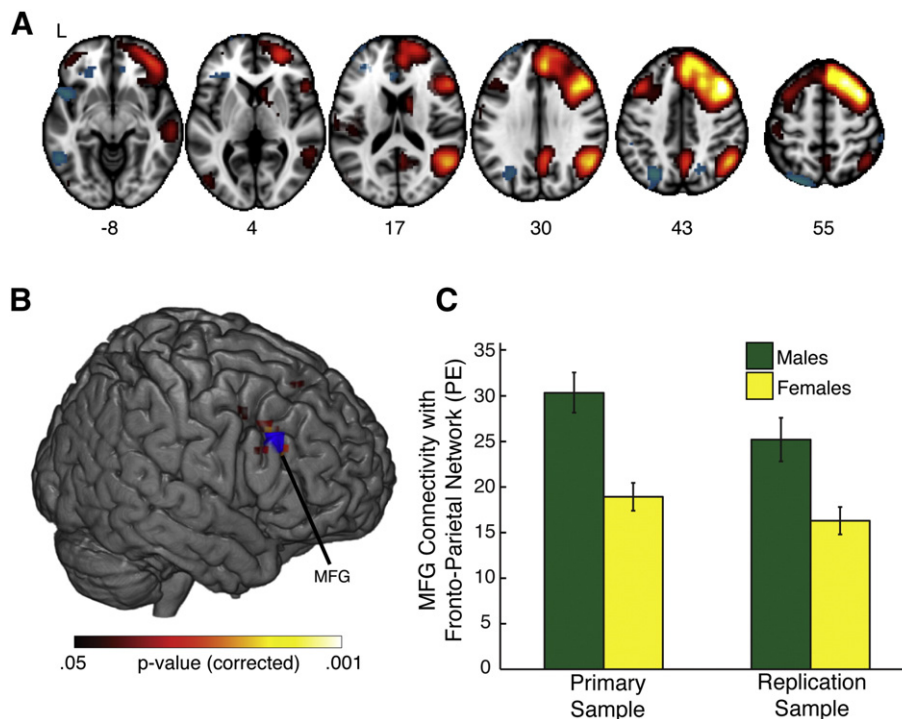 A
L
-8 4 17 30 43 55
B
MFG
.05 p-value (corrected) .001
C
MFG Connectivity with
Fronto-Parietal Network (PE)
35
30
25
20
15
10
5
0
Males
Females
Primary
Sample
Replication
Sample